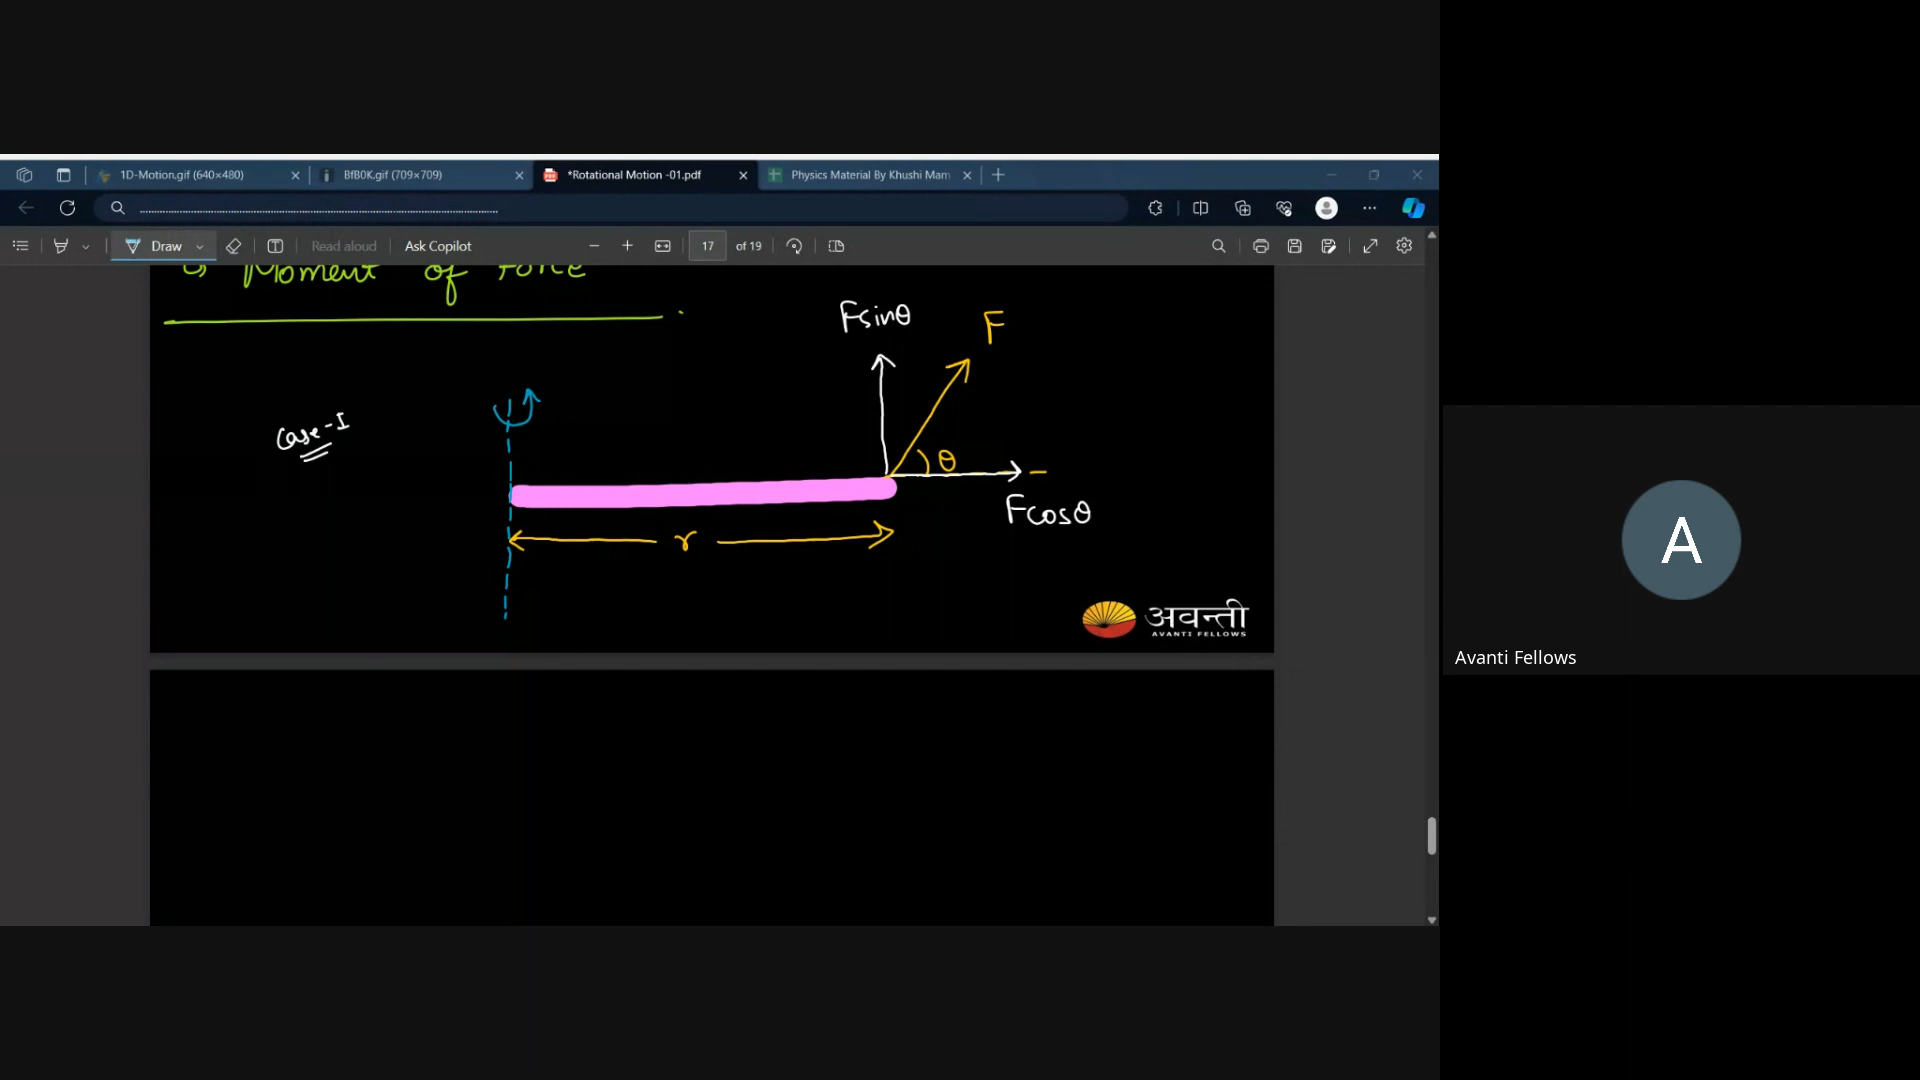 1D-Motion.gif (640×480)
BfB0K.gif (709×709)
*Rotational Motion -01.pdf
Physics Material By Khushi Mam
Draw
Read aloud
Ask Copilot
17 of 19
Moment of Force
Fsinθ
F
Case-I
θ
Fcosθ
r
अवन्ती
AVANTI FELLOWS
A
Avanti Fellows